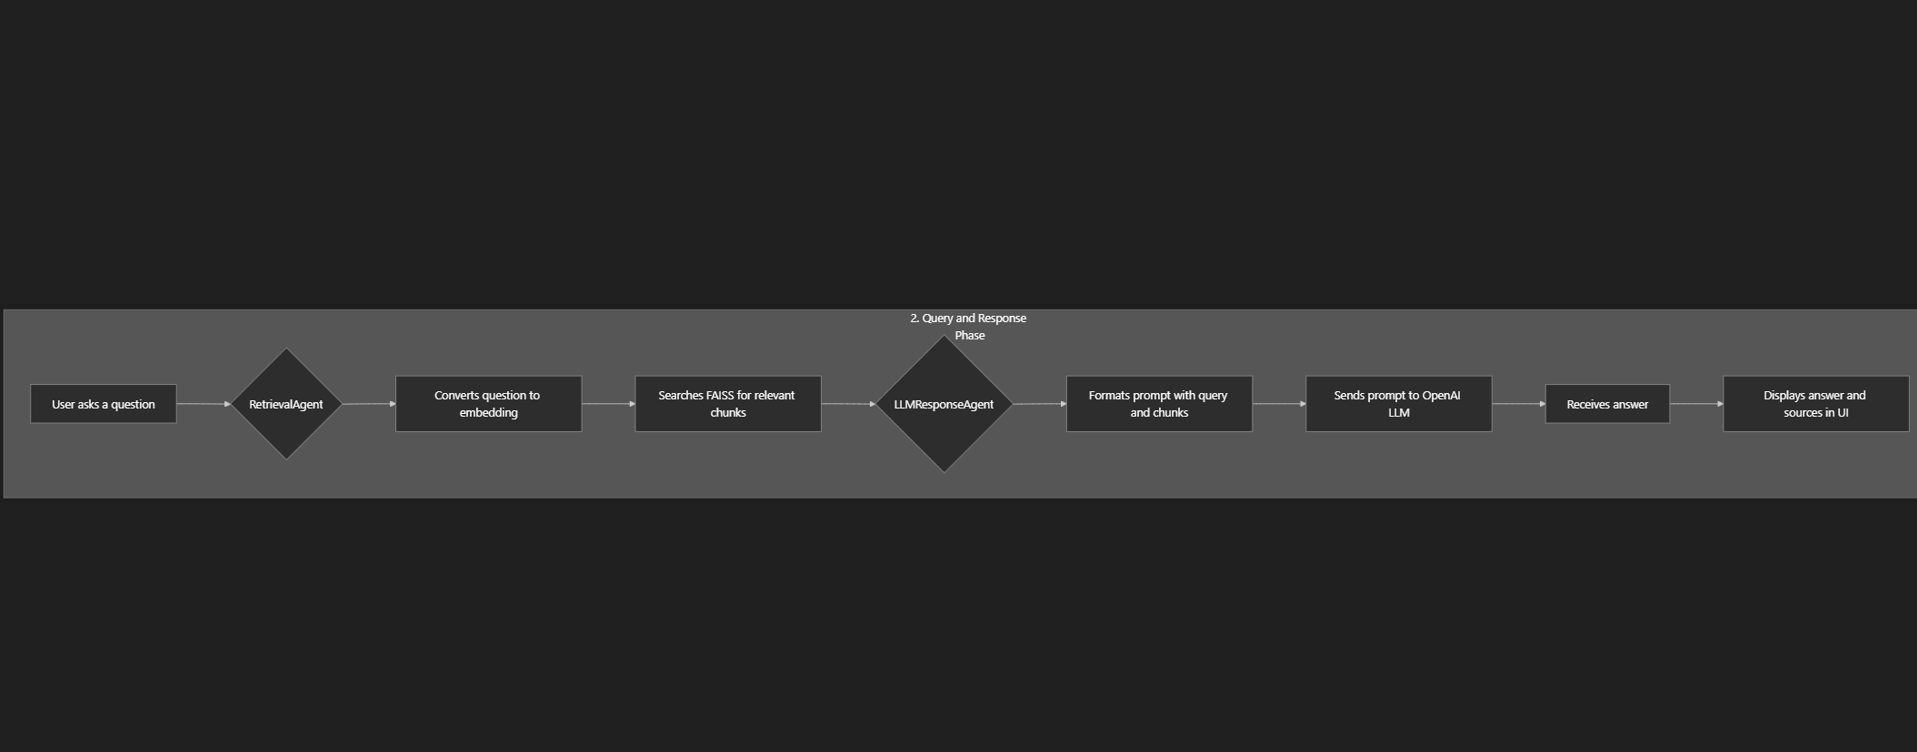 2. Query and Response
Phase
User asks a question
RetrievalAgent
Converts question to
embedding
Searches FAISS for relevant
chunks
LLMResponseAgent
Formats prompt with query
and chunks
Sends prompt to OpenAI
LLM
Receives answer
Displays answer and
sources in UI